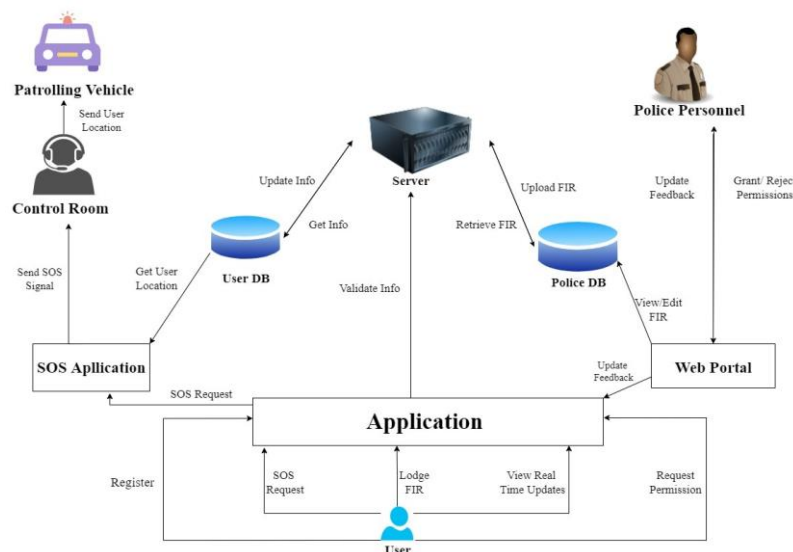 Patrolling Vehicle
Send User
Location
Control Room
Send SOS
Signal
Update Info
Get Info
Server
Upload FIR
Retrieve FIR
Police Personnel
Update
Feedback
Grant/ Rejec
Permissions
User DB
Get User
Location
Validate Info
Police DB
View/Edit
FIR
SOS Apllication
SOS Request
Application
Update
Feedback
Web Portal
Register
SOS
Request
Lodge
FIR
View Real
Time Updates
Request
Permission
User